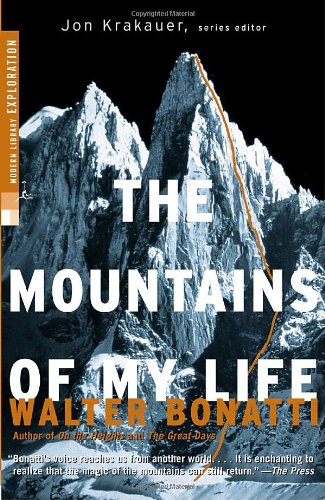 Jon Krakauer, series editor
MODERN LIBRARY EXPLORATION
THE
MOUNTAINS
OF MY LIFE
WALTER BONATTI
Author of On the Heights and The Great Days
"Bonatti's voice reaches us from another world. . . . It is enchanting to
realize that the magic of the mountains can still return."—The Press